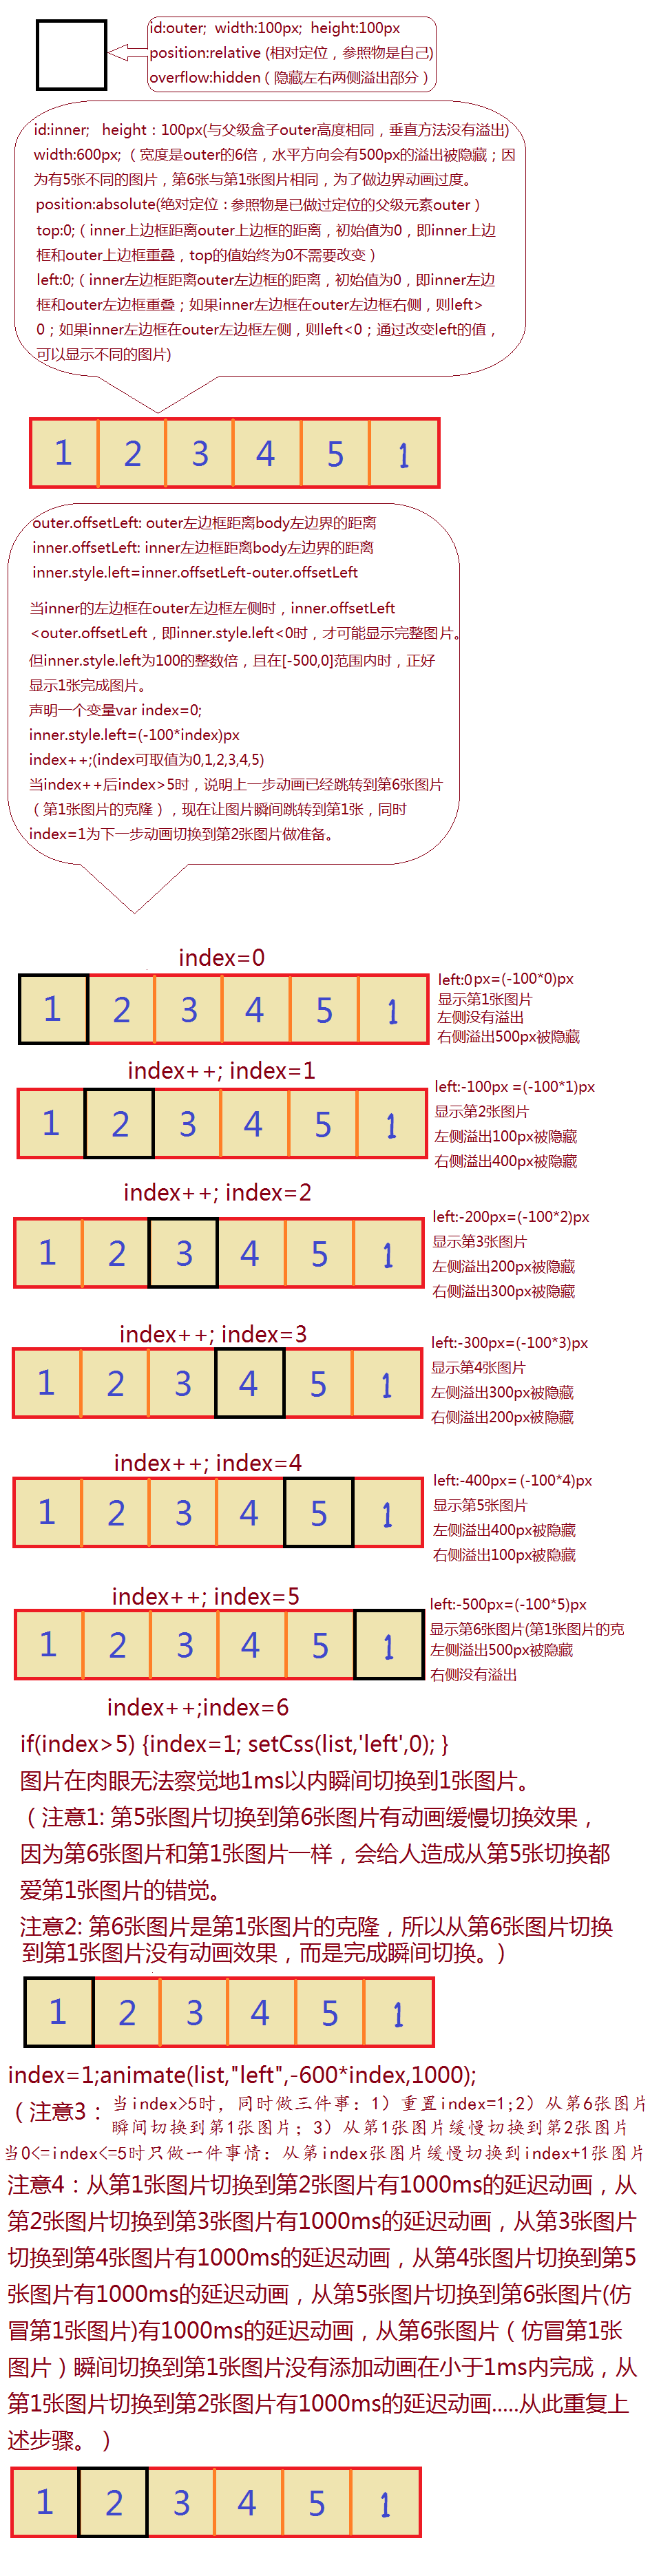 id:outer;  width:100px;  height:100px
position:relative (相对定位，参照物是自己)
overflow:hidden（隐藏左右两侧溢出部分）
id:inner;   height：100px(与父级盒子outer高度相同，垂直方法没有溢出)
width:600px;（宽度是outer的6倍，水平方向会有500px的溢出被隐藏；因
为有5张不同的图片，第6张与第1张图片相同，为了做边界动画过度。
position:absolute(绝对定位：参照物是已做过定位的父级元素outer）
top:0;（inner上边框距离outer上边框的距离，初始值为0，即inner上边
框和outer上边框重叠，top的值始终为0不需要改变）
left:0;（inner左边框距离outer左边框的距离，初始值为0，即inner左边
框和outer左边框重叠；如果inner左边框在outer左边框右侧，则left>
0；如果inner左边框在outer左边框左侧，则left<0；通过改变left的值，
可以显示不同的图片)
1 2 3 4 5 1
outer.offsetLeft: outer左边框距离body左边界的距离
inner.offsetLeft: inner左边框距离body左边界的距离
inner.style.left=inner.offsetLeft-outer.offsetLeft
当inner的左边框在outer左边框左侧时，inner.offsetLeft
<outer.offsetLeft，即inner.style.left<0时，才可能显示完整图片。
但inner.style.left为100的整数倍，且在[-500,0]范围内时，正好
显示1张完成图片。
声明一个变量var index=0;
inner.style.left=(-100*index)px
index++;(index可取值为0,1,2,3,4,5)
当index++后index>5时，说明上一步动画已经跳转到第6张图片
（第1张图片的克隆），现在让图片瞬间跳转到第1张，同时
index=1为下一步动画切换到第2张图片做准备。
index=0
1 2 3 4 5 1
left:0px=(-100*0)px
显示第1张图片
左侧没有溢出
右侧溢出500px被隐藏
index++; index=1
1 2 3 4 5 1
left:-100px =(-100*1)px
显示第2张图片
左侧溢出100px被隐藏
右侧溢出400px被隐藏
index++; index=2
1 2 3 4 5 1
left:-200px=(-100*2)px
显示第3张图片
左侧溢出200px被隐藏
右侧溢出300px被隐藏
index++; index=3
1 2 3 4 5 1
left:-300px=(-100*3)px
显示第4张图片
左侧溢出300px被隐藏
右侧溢出200px被隐藏
index++; index=4
1 2 3 4 5 1
left:-400px= (-100*4)px
显示第5张图片
左侧溢出400px被隐藏
右侧溢出100px被隐藏
index++; index=5
1 2 3 4 5 1
left:-500px=(-100*5)px
显示第6张图片(第1张图片的克
左侧溢出500px被隐藏
右侧没有溢出
index++;index=6
if(index>5) {index=1; setCss(list,'left',0); }
图片在肉眼无法察觉地1ms以内瞬间切换到1张图片。
（注意1: 第5张图片切换到第6张图片有动画缓慢切换效果，
因为第6张图片和第1张图片一样，会给人造成从第5张切换都
爱第1张图片的错觉。
注意2: 第6张图片是第1张图片的克隆，所以从第6张图片切换
到第1张图片没有动画效果，而是完成瞬间切换。)
1 2 3 4 5 1
index=1;animate(list,"left",-600*index,1000);
（注意3：当index>5时，同时做三件事：1）重置index=1;2）从第6张图片
瞬间切换到第1张图片；3）从第1张图片缓慢切换到第2张图片
当0<=index<=5时只做一件事情：从第index张图片缓慢切换到index+1张图片
注意4：从第1张图片切换到第2张图片有1000ms的延迟动画，从
第2张图片切换到第3张图片有1000ms的延迟动画，从第3张图片
切换到第4张图片有1000ms的延迟动画，从第4张图片切换到第5
张图片有1000ms的延迟动画，从第5张图片切换到第6张图片(仿
冒第1张图片)有1000ms的延迟动画，从第6张图片（仿冒第1张
图片）瞬间切换到第1张图片没有添加动画在小于1ms内完成，从
第1张图片切换到第2张图片有1000ms的延迟动画.....从此重复上
述步骤。）
1 2 3 4 5 1